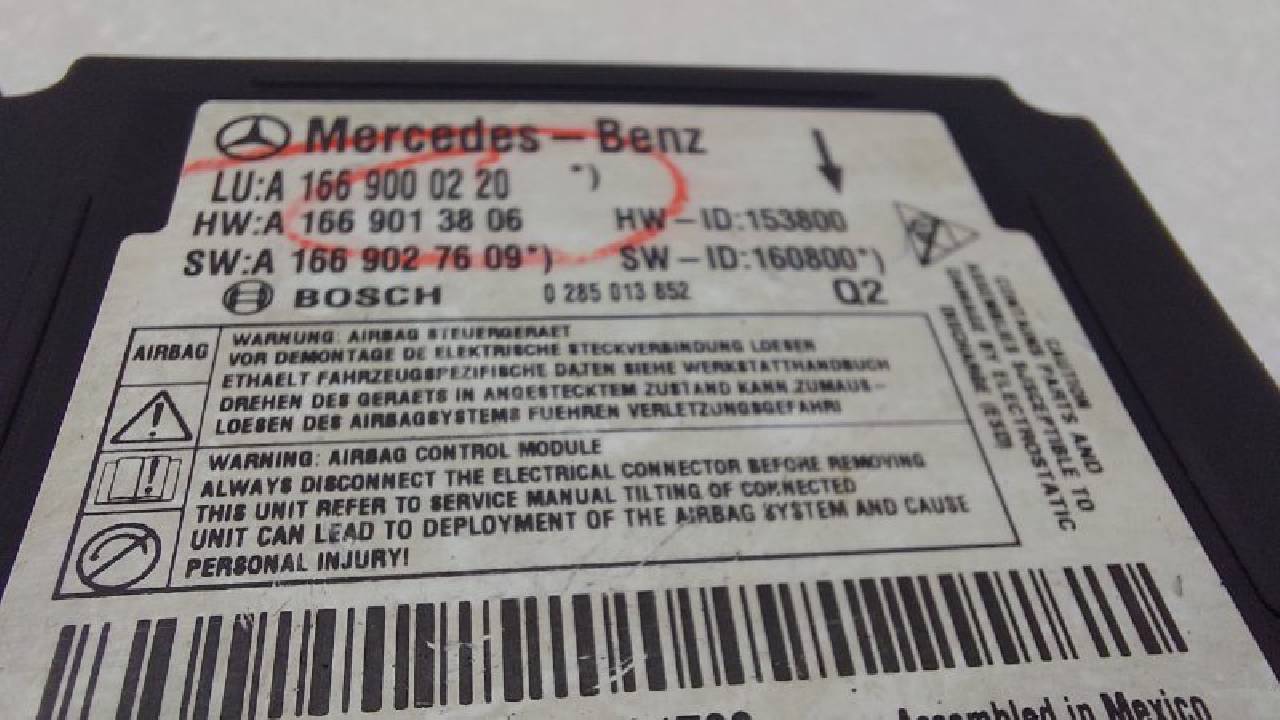 Mercedes-Benz
LU:A 166 900 02 20 *)
HW:A 166 901 38 06 HW-ID:153800
SW:A 166 902 76 09*) SW-ID:160800*)
BOSCH 0 285 013 852 Q2
AIRBAG
WARNUNG: AIRBAG STEUERGERAET
VOR DEMONTAGE DE ELEKTRISCHE STECKVERBINDUNG LOESEN
ETHAELT FAHRZEUGSPEZIFISCHE DATEN SIEHE WERKSTATTHANDBUCH
DREHEN DES GERAETS IN ANGESTECKTEM ZUSTAND KANN ZUMAUS-
LOESEN DES AIRBAGSYSTEMS FUEHREN VERLETZUNGSGEFAHR!
WARNING: AIRBAG CONTROL MODULE
ALWAYS DISCONNECT THE ELECTRICAL CONNECTOR BEFORE REMOVING
THIS UNIT REFER TO SERVICE MANUAL TILTING OF CONNECTED
UNIT CAN LEAD TO DEPLOYMENT OF THE AIRBAG SYSTEM AND CAUSE
PERSONAL INJURY!
CAUTION
CONTAINS PARTS AND
ASSEMBLIES SUSCEPTIBLE TO
DAMAGE BY ELECTROSTATIC
DISCHARGE (ESD)
Assembled in Mexico